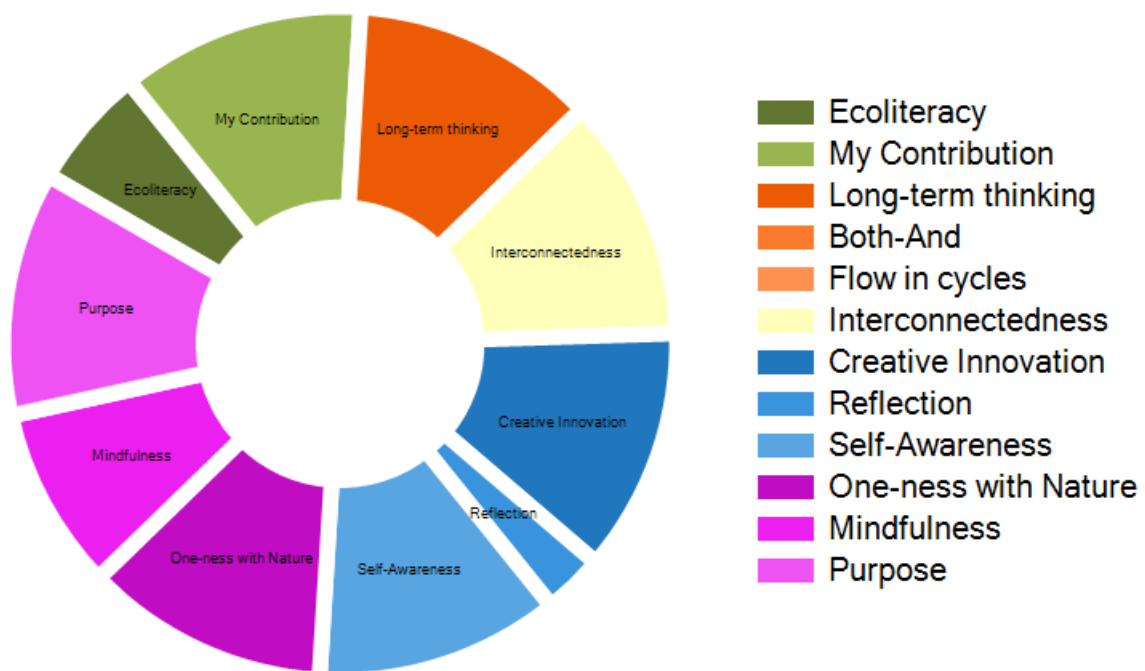 My Contribution
Long-term thinking
Ecoliteracy
Interconnectedness
Purpose
Creative Innovation
Mindfulness
Reflection
One-ness with Nature
Self-Awareness
Ecoliteracy
My Contribution
Long-term thinking
Both-And
Flow in cycles
Interconnectedness
Creative Innovation
Reflection
Self-Awareness
One-ness with Nature
Mindfulness
Purpose